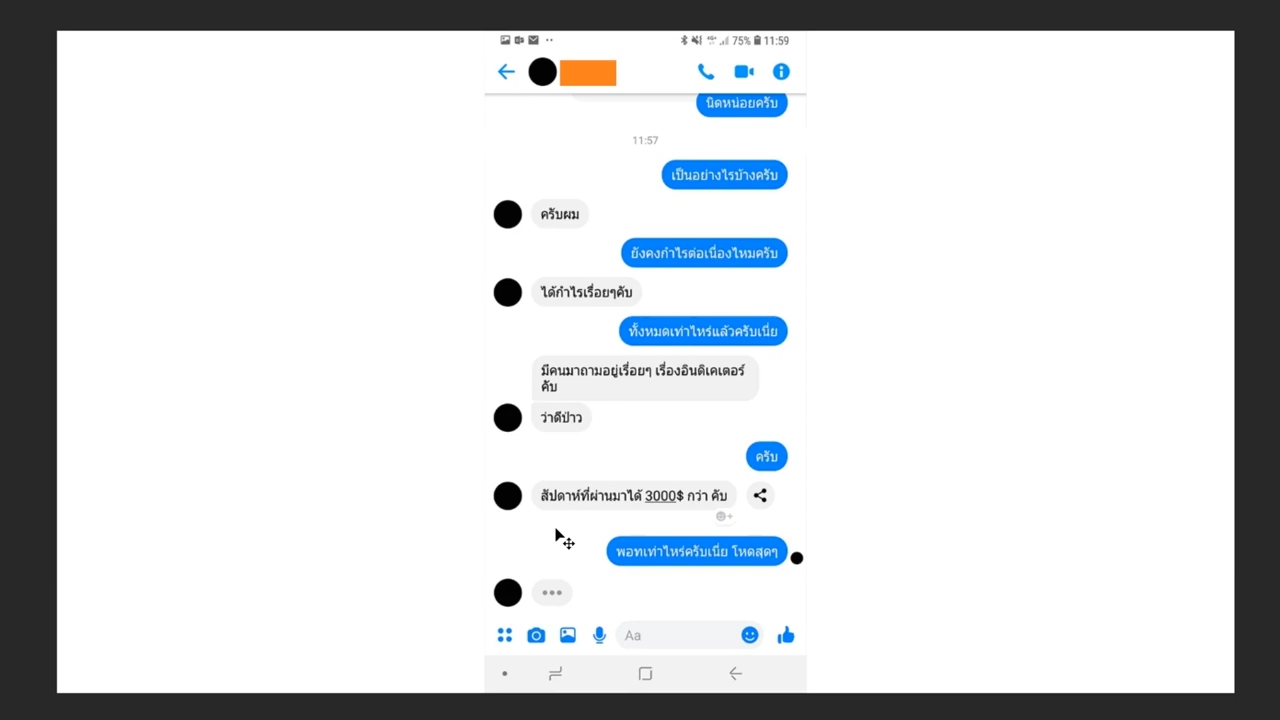 75% 11:59
นิดหน่อยครับ
11:57
เป็นอย่างไรบ้างครับ
ครับผม
ยังคงกำไรต่อเนื่องไหมครับ
ได้กำไรเรื่อยๆคับ
ทั้งหมดเท่าไหร่แล้วครับเนี่ย
มีคนมาถามอยู่เรื่อยๆ เรื่องอินดิเคเตอร์
คับ
ว่าดีป่าว
ครับ
สัปดาห์ที่ผ่านมาได้ 3000$ กว่า คับ
พอทเท่าไหร่ครับเนี่ย โหดสุดๆ
Aa